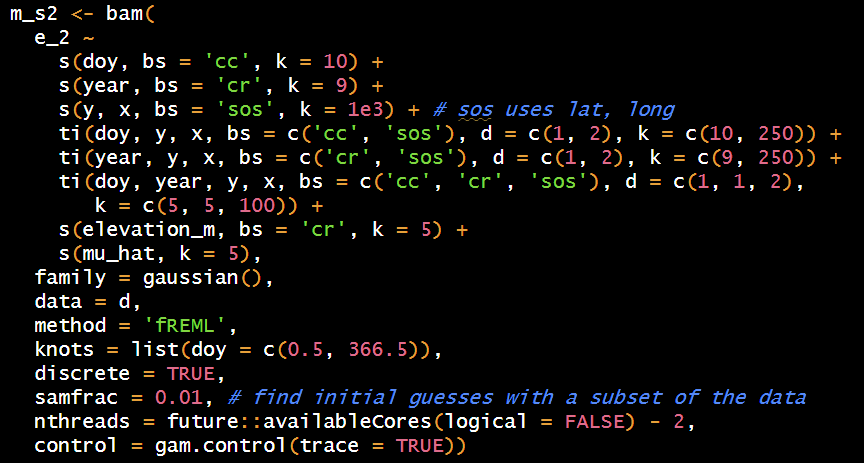 m_s2 <- bam(
  e_2 ~
    s(doy, bs = 'cc', k = 10) +
    s(year, bs = 'cr', k = 9) +
    s(y, x, bs = 'sos', k = 1e3) + # sos uses lat, long
    ti(doy, y, x, bs = c('cc', 'sos'), d = c(1, 2), k = c(10, 250)) +
    ti(year, y, x, bs = c('cr', 'sos'), d = c(1, 2), k = c(9, 250)) +
    ti(doy, year, y, x, bs = c('cc', 'cr', 'sos'), d = c(1, 1, 2),
       k = c(5, 5, 100)) +
    s(elevation_m, bs = 'cr', k = 5) +
    s(mu_hat, k = 5),
  family = gaussian(),
  data = d,
  method = 'fREML',
  knots = list(doy = c(0.5, 366.5)),
  discrete = TRUE,
  samfrac = 0.01, # find initial guesses with a subset of the data
  nthreads = future::availableCores(logical = FALSE) - 2,
  control = gam.control(trace = TRUE))